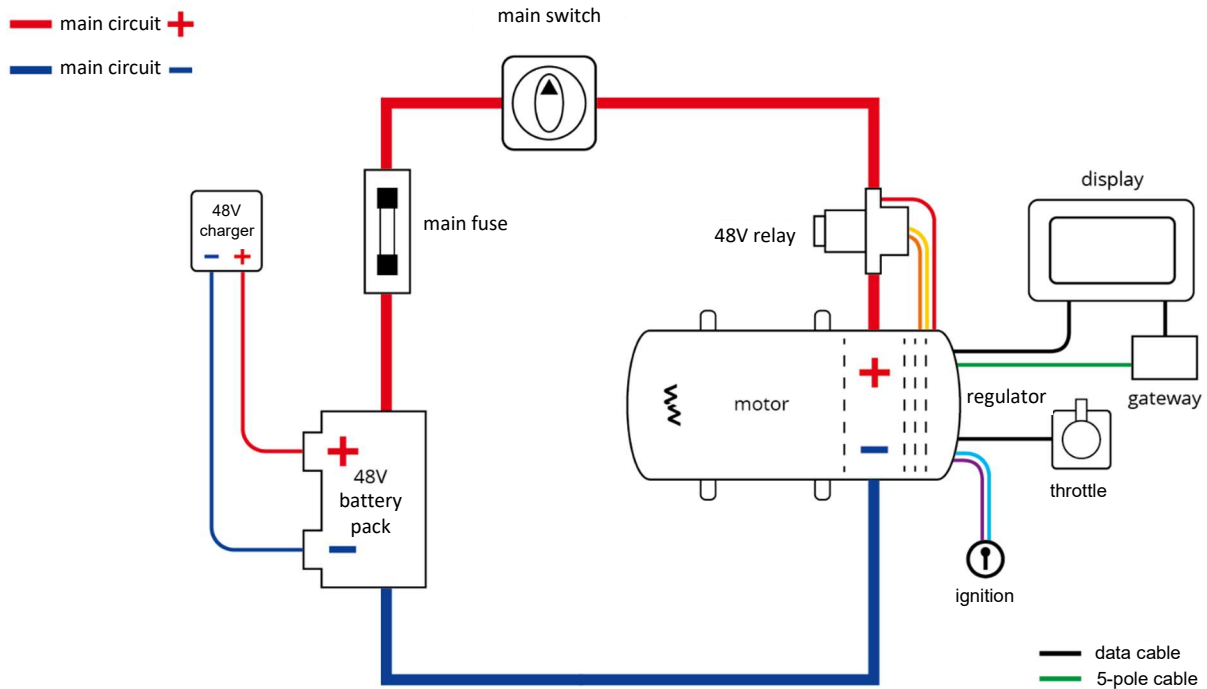 main switch
main circuit +
main circuit −
display
48V
charger
− +
main fuse
48V relay
+
motor
regulator
gateway
−
throttle
+
48V
battery
pack
−
ignition
data cable
5-pole cable